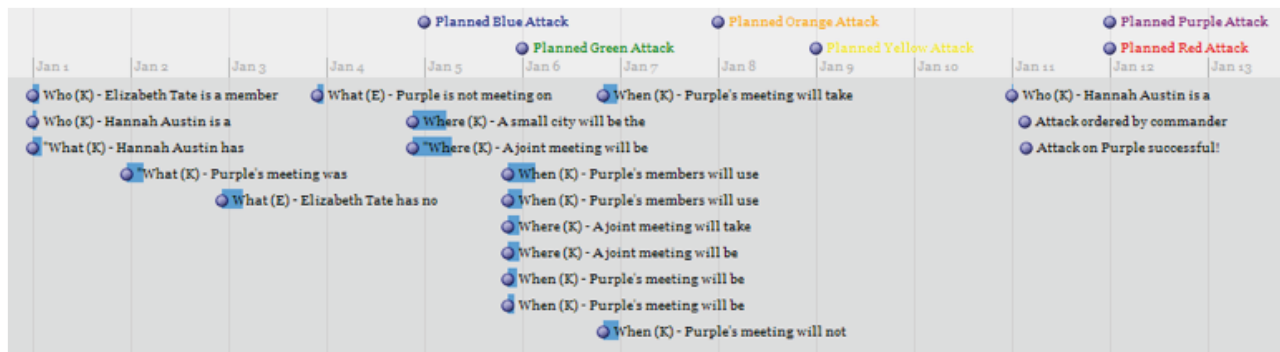 Planned Blue Attack Planned Orange Attack Planned Purple Attack
Planned Green Attack Planned Yellow Attack Planned Red Attack
Jan 1 Jan 2 Jan 3 Jan 4 Jan 5 Jan 6 Jan 7 Jan 8 Jan 9 Jan 10 Jan 11 Jan 12 Jan 13
Who (K) - Elizabeth Tate is a member What (E) - Purple is not meeting on When (K) - Purple's meeting will take Who (K) - Hannah Austin is a
Who (K) - Hannah Austin is a Where (K) - A small city will be the Attack ordered by commander
"What (K) - Hannah Austin has "Where (K) - A joint meeting will be Attack on Purple successful!
"What (K) - Purple's meeting was When (K) - Purple's members will use
What (E) - Elizabeth Tate has no When (K) - Purple's members will use
Where (K) - A joint meeting will take
Where (K) - A joint meeting will be
When (K) - Purple's meeting will be
When (K) - Purple's meeting will be
When (K) - Purple's meeting will not